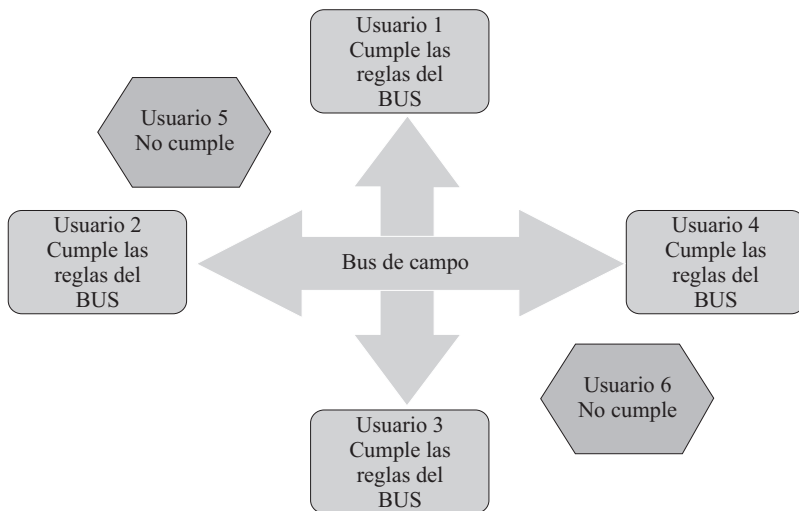 Usuario 1
Cumple las
reglas del
BUS
Usuario 5
No cumple
Usuario 2
Cumple las
reglas del
BUS
Bus de campo
Usuario 4
Cumple las
reglas del
BUS
Usuario 6
No cumple
Usuario 3
Cumple las
reglas del
BUS